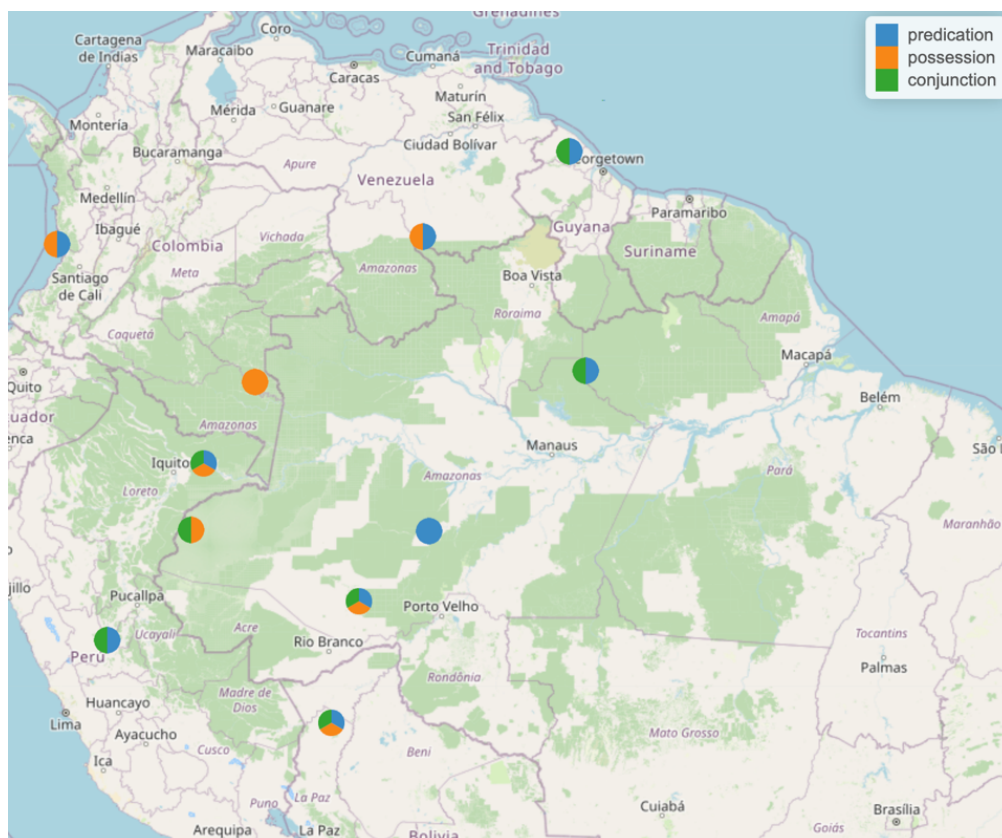 Grenadines
Cartagena
de Indias
Coro
Maracaibo
Cumaná
Trinidad
and Tobago
predication
possession
conjunction
Caracas
Maturín
Mérida
Guanare
San Félix
Montería
Ciudad Bolívar
Bucaramanga
Apure
Georgetown
Medellín
Venezuela
Paramaribo
Ibagué
Colombia
Vichada
Guyana
Suriname
Santiago
de Cali
Meta
Amazonas
Boa Vista
Roraima
Amapá
Caquetá
Macapá
Quito
Belém
Amazonas
Manaus
Iquitos
Amazonas
Pará
Loreto
Maranhão
Pucallpa
Porto Velho
Ucayali
Acre
Rio Branco
Tocantins
Peru
Palmas
Rondônia
Madre de
Dios
Huancayo
Lima
Ayacucho
Mato Grosso
Cusco
Beni
Goiás
Ica
Puno
La Paz
Cuiabá
Brasília
Arequipa
La Paz
Bolivia